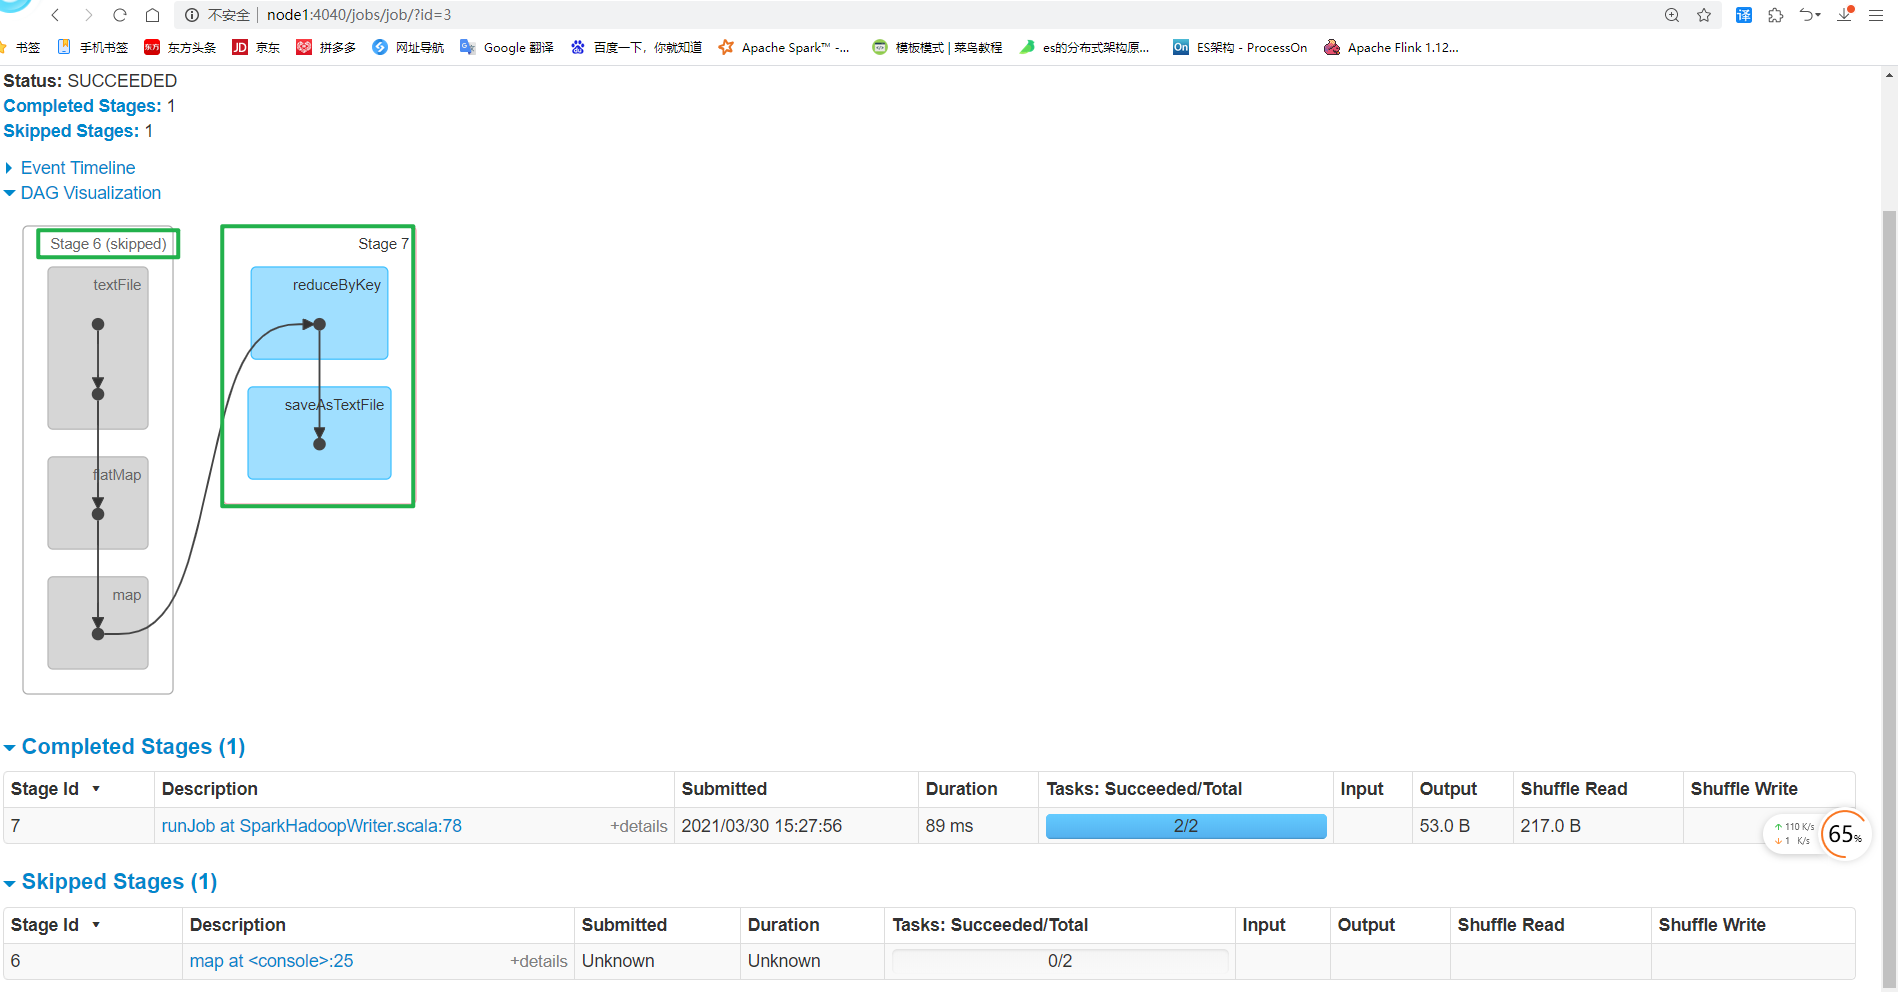 不安全 node1:4040/jobs/job/?id=3 译
书签 手机书签 东方 东方头条 JD 京东 拼多多 网址导航 Google 翻译 百度一下，你就知道 Apache Spark™ -... 模板模式 | 菜鸟教程 es的分布式架构原... On ES架构 - ProcessOn Apache Flink 1.12...
Status: SUCCEEDED
Completed Stages: 1
Skipped Stages: 1
Event Timeline
DAG Visualization
Stage 6 (skipped)
textFile
flatMap
map
Stage 7
reduceByKey
saveAsTextFile
Completed Stages (1)
Stage Id Description Submitted Duration Tasks: Succeeded/Total Input Output Shuffle Read Shuffle Write
7 runJob at SparkHadoopWriter.scala:78 +details 2021/03/30 15:27:56 89 ms 2/2 53.0 B 217.0 B
↑ 110 K/s
↓ 1 K/s
65%
Skipped Stages (1)
Stage Id Description Submitted Duration Tasks: Succeeded/Total Input Output Shuffle Read Shuffle Write
6 map at <console>:25 +details Unknown Unknown 0/2